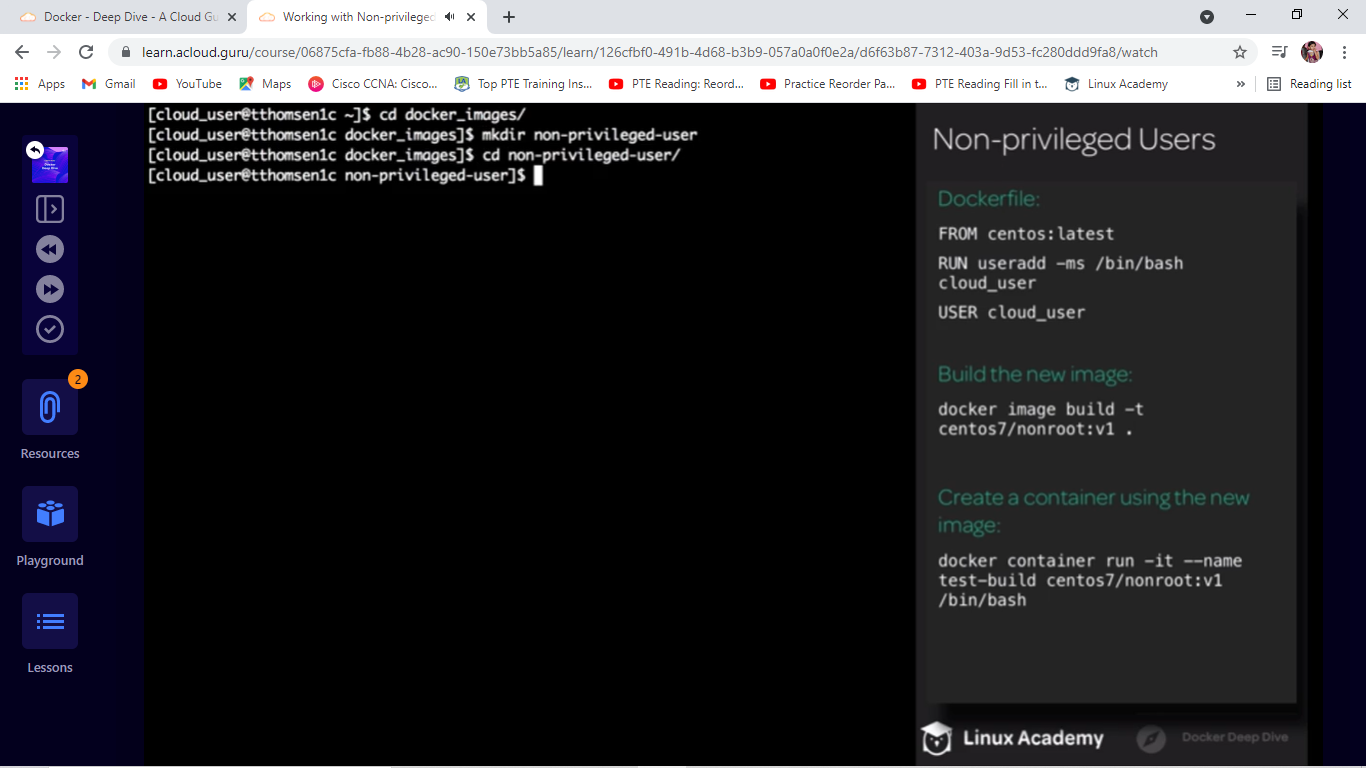 Docker - Deep Dive - A Cloud Gu
Working with Non-privileged
learn.acloud.guru/course/06875cfa-fb88-4b28-ac90-150e73bb5a85/learn/126cfbf0-491b-4d68-b3b9-057a0a0f0e2a/d6f63b87-7312-403a-9d53-fc280ddd9fa8/watch
Apps Gmail YouTube Maps Cisco CCNA: Cisco... Top PTE Training Ins... PTE Reading: Reord... Practice Reorder Pa... PTE Reading Fill in t... Linux Academy » Reading list
[cloud_user@tthomsen1c ~]$ cd docker_images/
[cloud_user@tthomsen1c docker_images]$ mkdir non-privileged-user
[cloud_user@tthomsen1c docker_images]$ cd non-privileged-user/
[cloud_user@tthomsen1c non-privileged-user]$
2
Resources
Playground
Lessons
Non-privileged Users
Dockerfile:
FROM centos:latest
RUN useradd -ms /bin/bash
cloud_user
USER cloud_user
Build the new image:
docker image build -t
centos7/nonroot:v1 .
Create a container using the new
image:
docker container run -it --name
test-build centos7/nonroot:v1
/bin/bash
Linux Academy
Docker Deep Dive